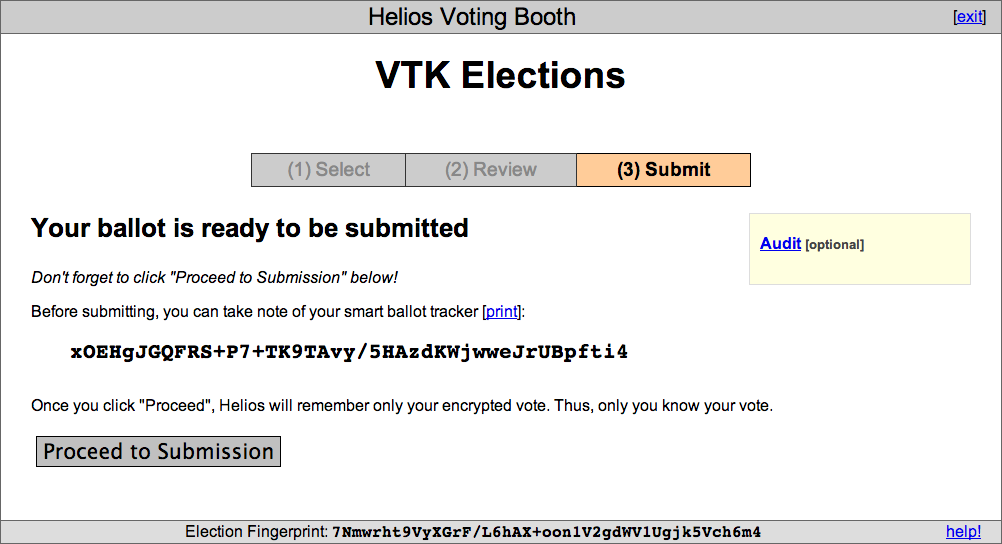 Helios Voting Booth
[exit]
VTK Elections
(1) Select
(2) Review
(3) Submit
Your ballot is ready to be submitted
Audit [optional]
Don't forget to click "Proceed to Submission" below!
Before submitting, you can take note of your smart ballot tracker [print]:
xOEHgJGQFRS+P7+TK9TAvy/5HAzdKWjwweJrUBpfti4
Once you click "Proceed", Helios will remember only your encrypted vote. Thus, only you know your vote.
Proceed to Submission
Election Fingerprint: 7Nmwrht9VyXGrF/L6hAX+oon1V2gdWV1Ugjk5Vch6m4
help!